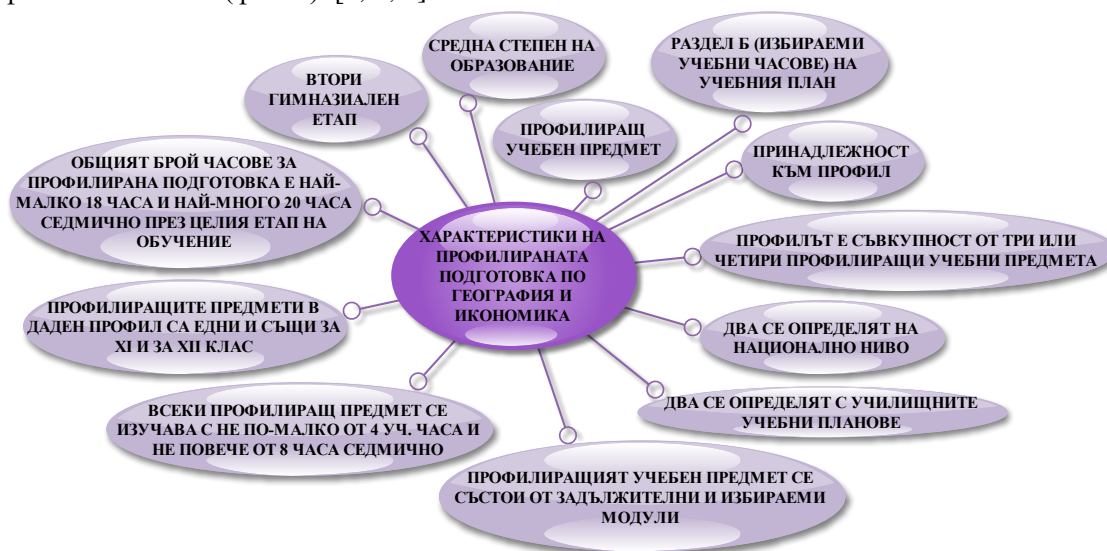 СРЕДНА СТЕПЕН НА
ОБРАЗОВАНИЕ
РАЗДЕЛ Б (ИЗБИРАЕМИ
УЧЕБНИ ЧАСОВЕ) НА
УЧЕБНИЯ ПЛАН
ВТОРИ
ГИМНАЗИАЛЕН
ЕТАП
ПРОФИЛИРАЩ
УЧЕБЕН ПРЕДМЕТ
ПРИНАДЛЕЖНОСТ
КЪМ ПРОФИЛ
ОБЩИЯТ БРОЙ ЧАСОВЕ ЗА
ПРОФИЛИРАНА ПОДГОТОВКА Е НАЙ-
МАЛКО 18 ЧАСА И НАЙ-МНОГО 20 ЧАСА
СЕДМИЧНО ПРЕЗ ЦЕЛИЯ ЕТАП НА
ОБУЧЕНИЕ
ХАРАКТЕРИСТИКИ НА
ПРОФИЛИРАНАТА
ПОДГОТОВКА ПО
ГЕОГРАФИЯ И
ИКОНОМИКА
ПРОФИЛЪТ Е СЪВКУПНОСТ ОТ ТРИ ИЛИ
ЧЕТИРИ ПРОФИЛИРАЩИ УЧЕБНИ ПРЕДМЕТА
ПРОФИЛИРАЩИТЕ ПРЕДМЕТИ В
ДАДЕН ПРОФИЛ СА ЕДНИ И СЪЩИ ЗА
XI И ЗА XII КЛАС
ДВА СЕ ОПРЕДЕЛЯТ НА
НАЦИОНАЛНО НИВО
ВСЕКИ ПРОФИЛИРАЩ ПРЕДМЕТ СЕ
ИЗУЧАВА С НЕ ПО-МАЛКО ОТ 4 УЧ. ЧАСА И
НЕ ПОВЕЧЕ ОТ 8 ЧАСА СЕДМИЧНО
ДВА СЕ ОПРЕДЕЛЯТ С УЧИЛИЩНИТЕ
УЧЕБНИ ПЛАНОВЕ
ПРОФИЛИРАЩИЯТ УЧЕБЕН ПРЕДМЕТ СЕ
СЪСТОИ ОТ ЗАДЪЛЖИТЕЛНИ И ИЗБИРАЕМИ
МОДУЛИ